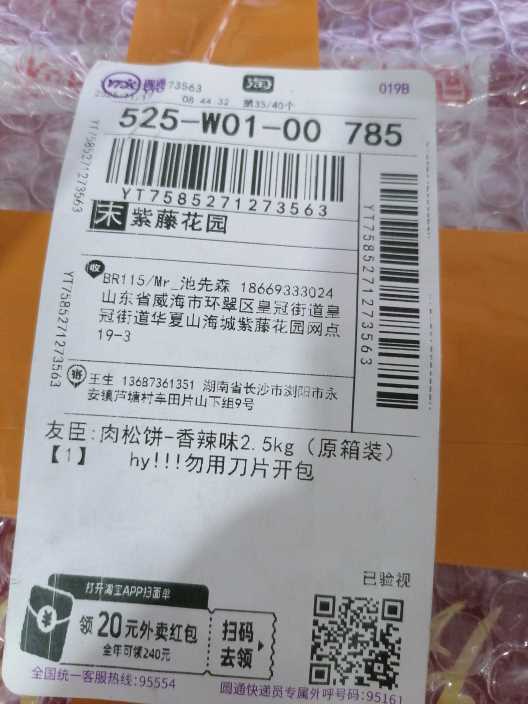 圆通
73563
019B
08 44 32 第35/40个
525-W01-00 785
YT7585271273563
末 紫藤花园
YT7585271273563
YT7585271273563
YT7585271273563
收 BR115/Mr_池先森 18669333024
山东省威海市环翠区皇冠街道皇
冠街道华夏山海城紫藤花园网点
19-3
寄 王生 13687361351 湖南省长沙市浏阳市永
安镇芦塘村车田片山下组9号
友臣:肉松饼-香辣味2.5kg（原箱装）
【1】 hy!!!勿用刀片开包
已验视
打开淘宝APP扫面单
领20元外卖红包
全年可领240元
扫码
去领
全国统一客服热线:95554
圆通快递员专属外呼号码:95161